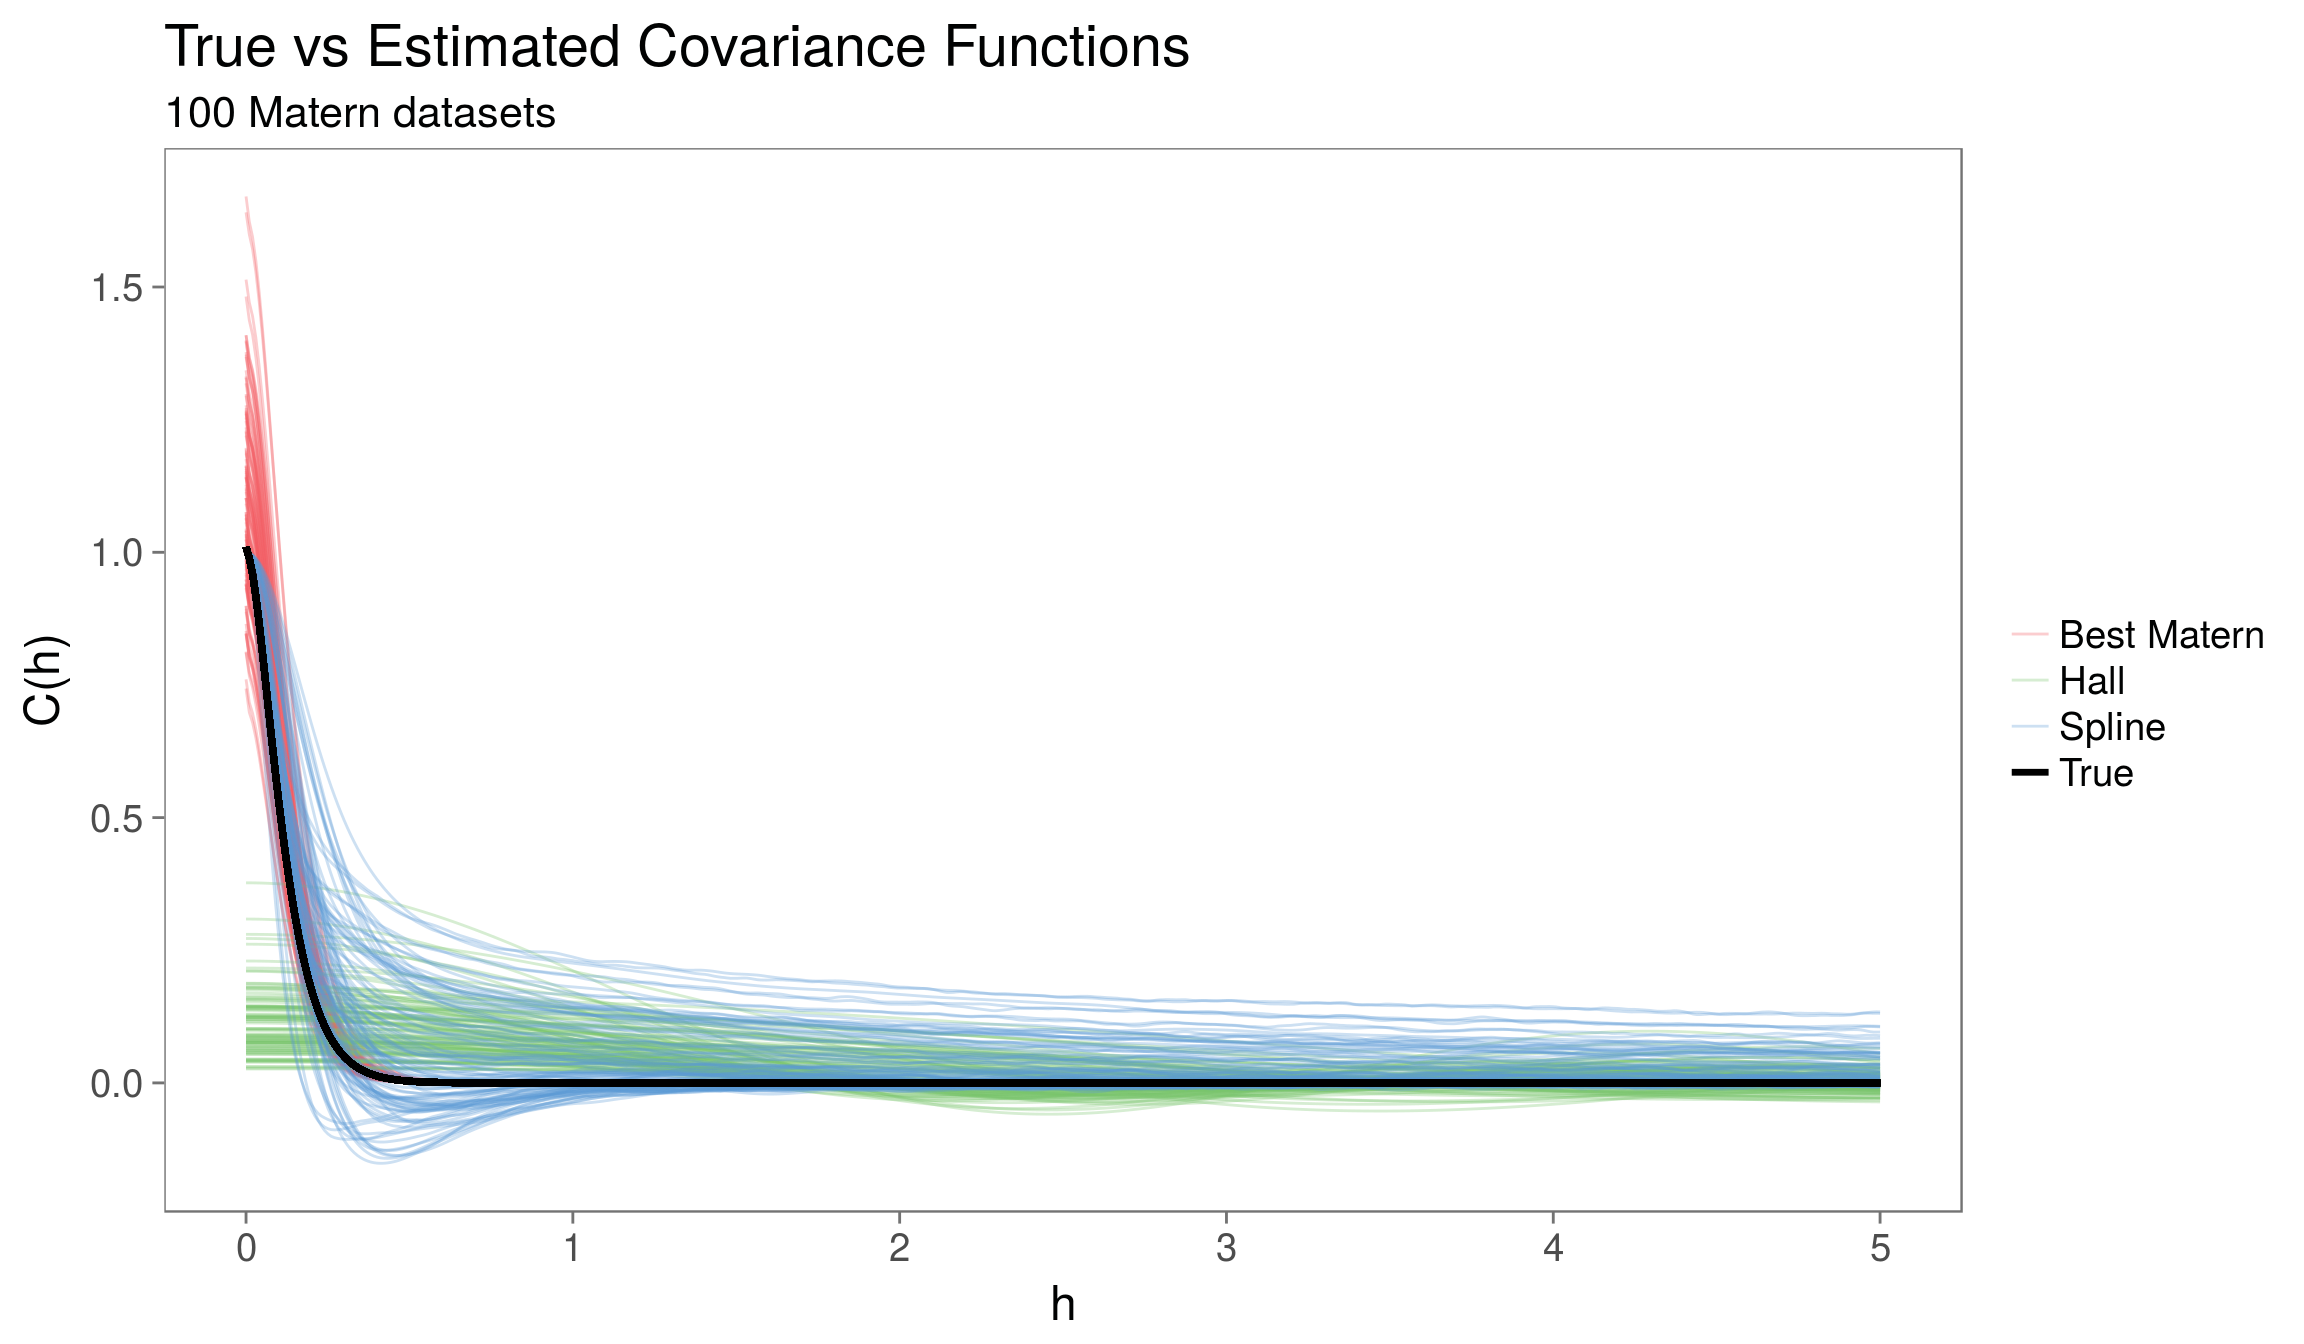 True vs Estimated Covariance Functions
100 Matern datasets
C(h)
1.5
1.0
0.5
0.0
0 1 2 3 4 5
h
Best Matern
Hall
Spline
True